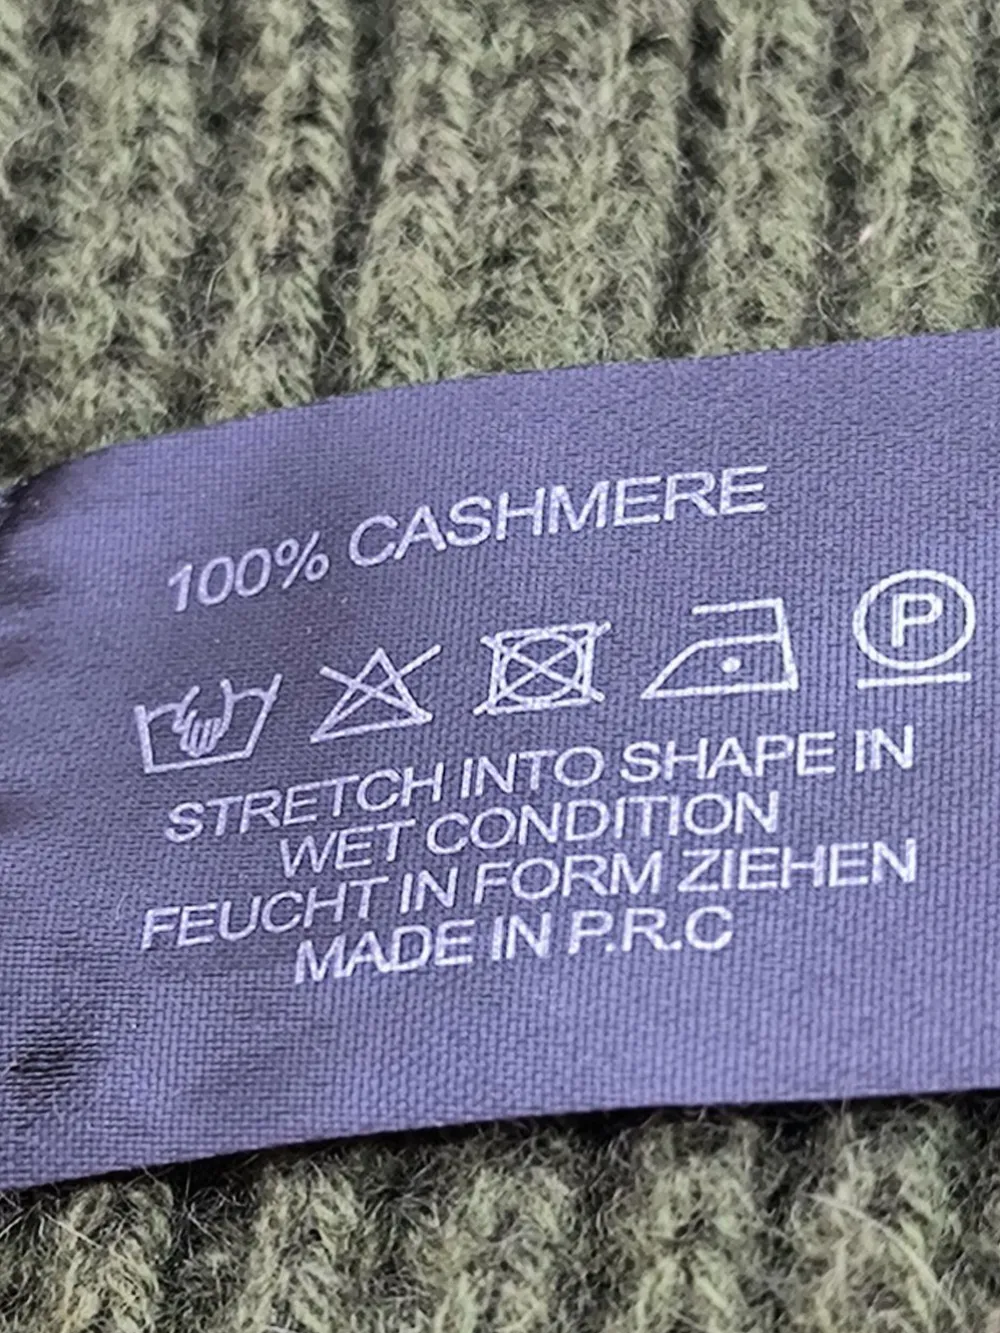 100% CASHMERE
P
STRETCH INTO SHAPE IN
WET CONDITION
FEUCHT IN FORM ZIEHEN
MADE IN P.R.C